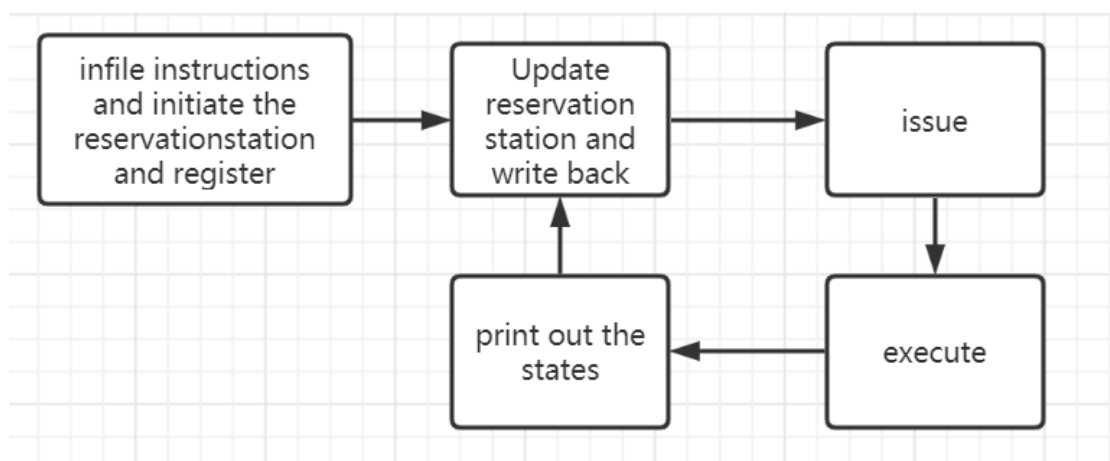 infile instructions
and initiate the
reservationstation
and register
Update
reservation
station and
write back
issue
print out the
states
execute